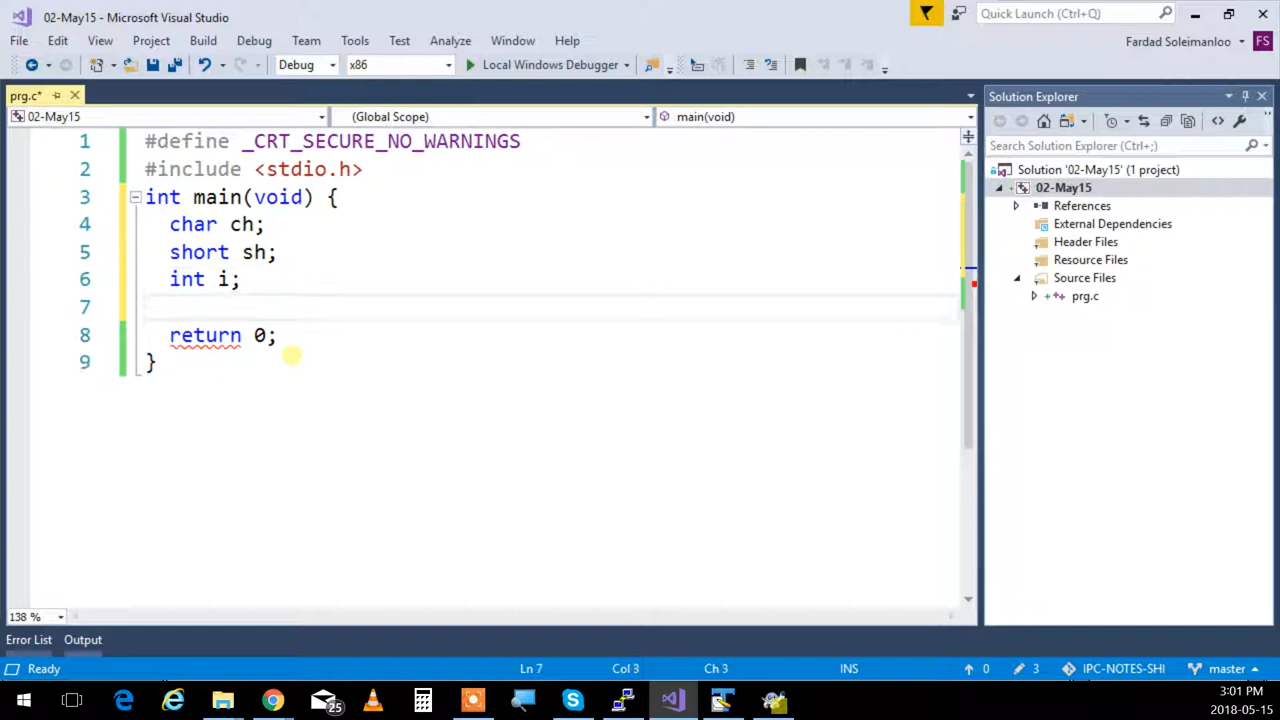 02-May15 - Microsoft Visual Studio
Quick Launch (Ctrl+Q)
File Edit View Project Build Debug Team Tools Test Analyze Window Help
Fardad Soleimanloo FS
Debug x86 Local Windows Debugger
prg.c*
Solution Explorer
02-May15 (Global Scope) main(void)
Search Solution Explorer (Ctrl+;)
Solution '02-May15' (1 project)
02-May15
References
External Dependencies
Header Files
Resource Files
Source Files
prg.c
1 #define _CRT_SECURE_NO_WARNINGS
2 #include <stdio.h>
3 int main(void) {
4 char ch;
5 short sh;
6 int i;
7
8 return 0;
9 }
138 %
Error List Output
Ready Ln 7 Col 3 Ch 3 INS 0 3 IPC-NOTES-SHI master
25
3:01 PM
2018-05-15